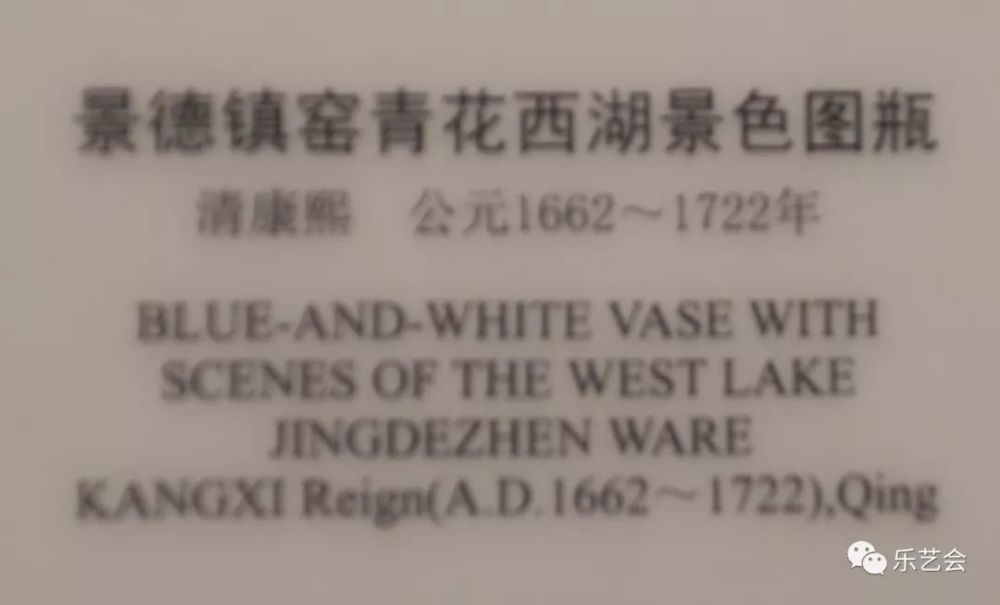 景德镇窑青花西湖景色图瓶
清康熙 公元1662～1722年
BLUE-AND-WHITE VASE WITH
SCENES OF THE WEST LAKE
JINGDEZHEN WARE
KANGXI Reign(A.D.1662～1722),Qing
乐艺会